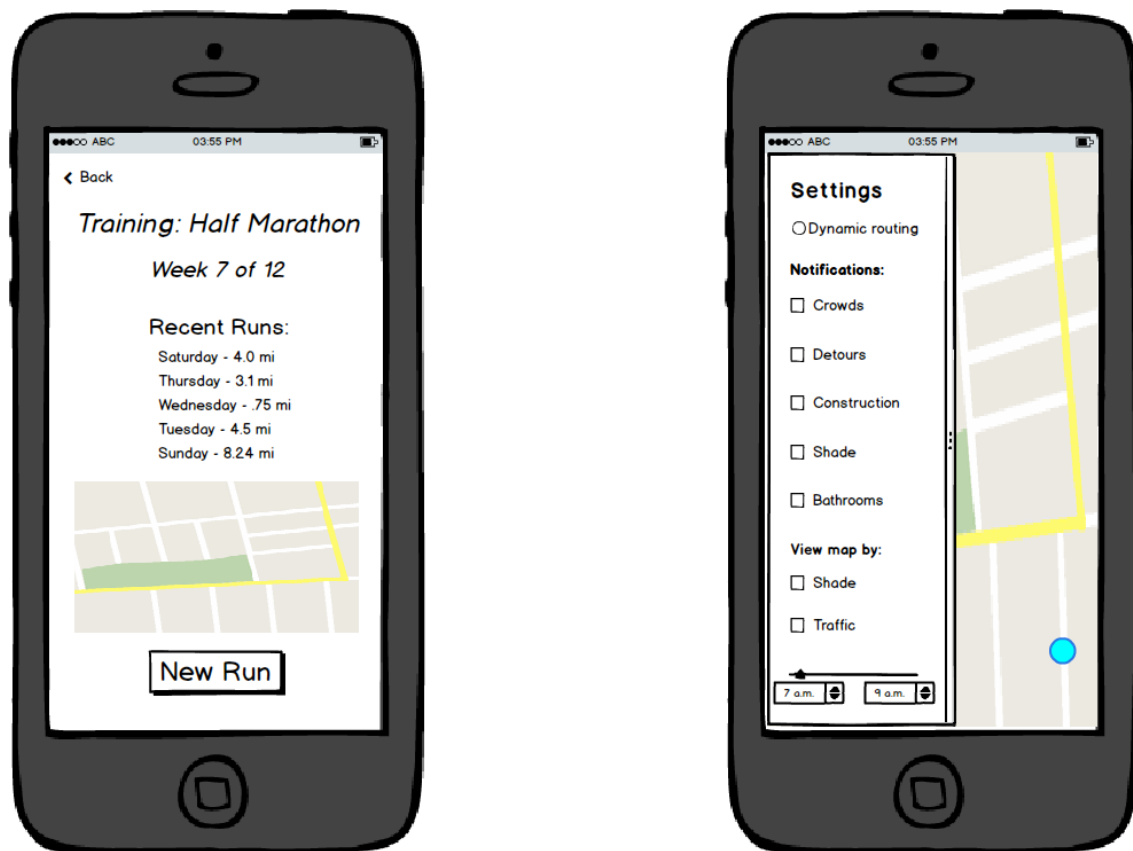 ABC 03:55 PM
Back
Training: Half Marathon
Week 7 of 12
Recent Runs:
Saturday - 4.0 mi
Thursday - 3.1 mi
Wednesday - .75 mi
Tuesday - 4.5 mi
Sunday - 8.24 mi
New Run
ABC 03:55 PM
Settings
Dynamic routing
Notifications:
Crowds
Detours
Construction
Shade
Bathrooms
View map by:
Shade
Traffic
7 a.m. 9 a.m.